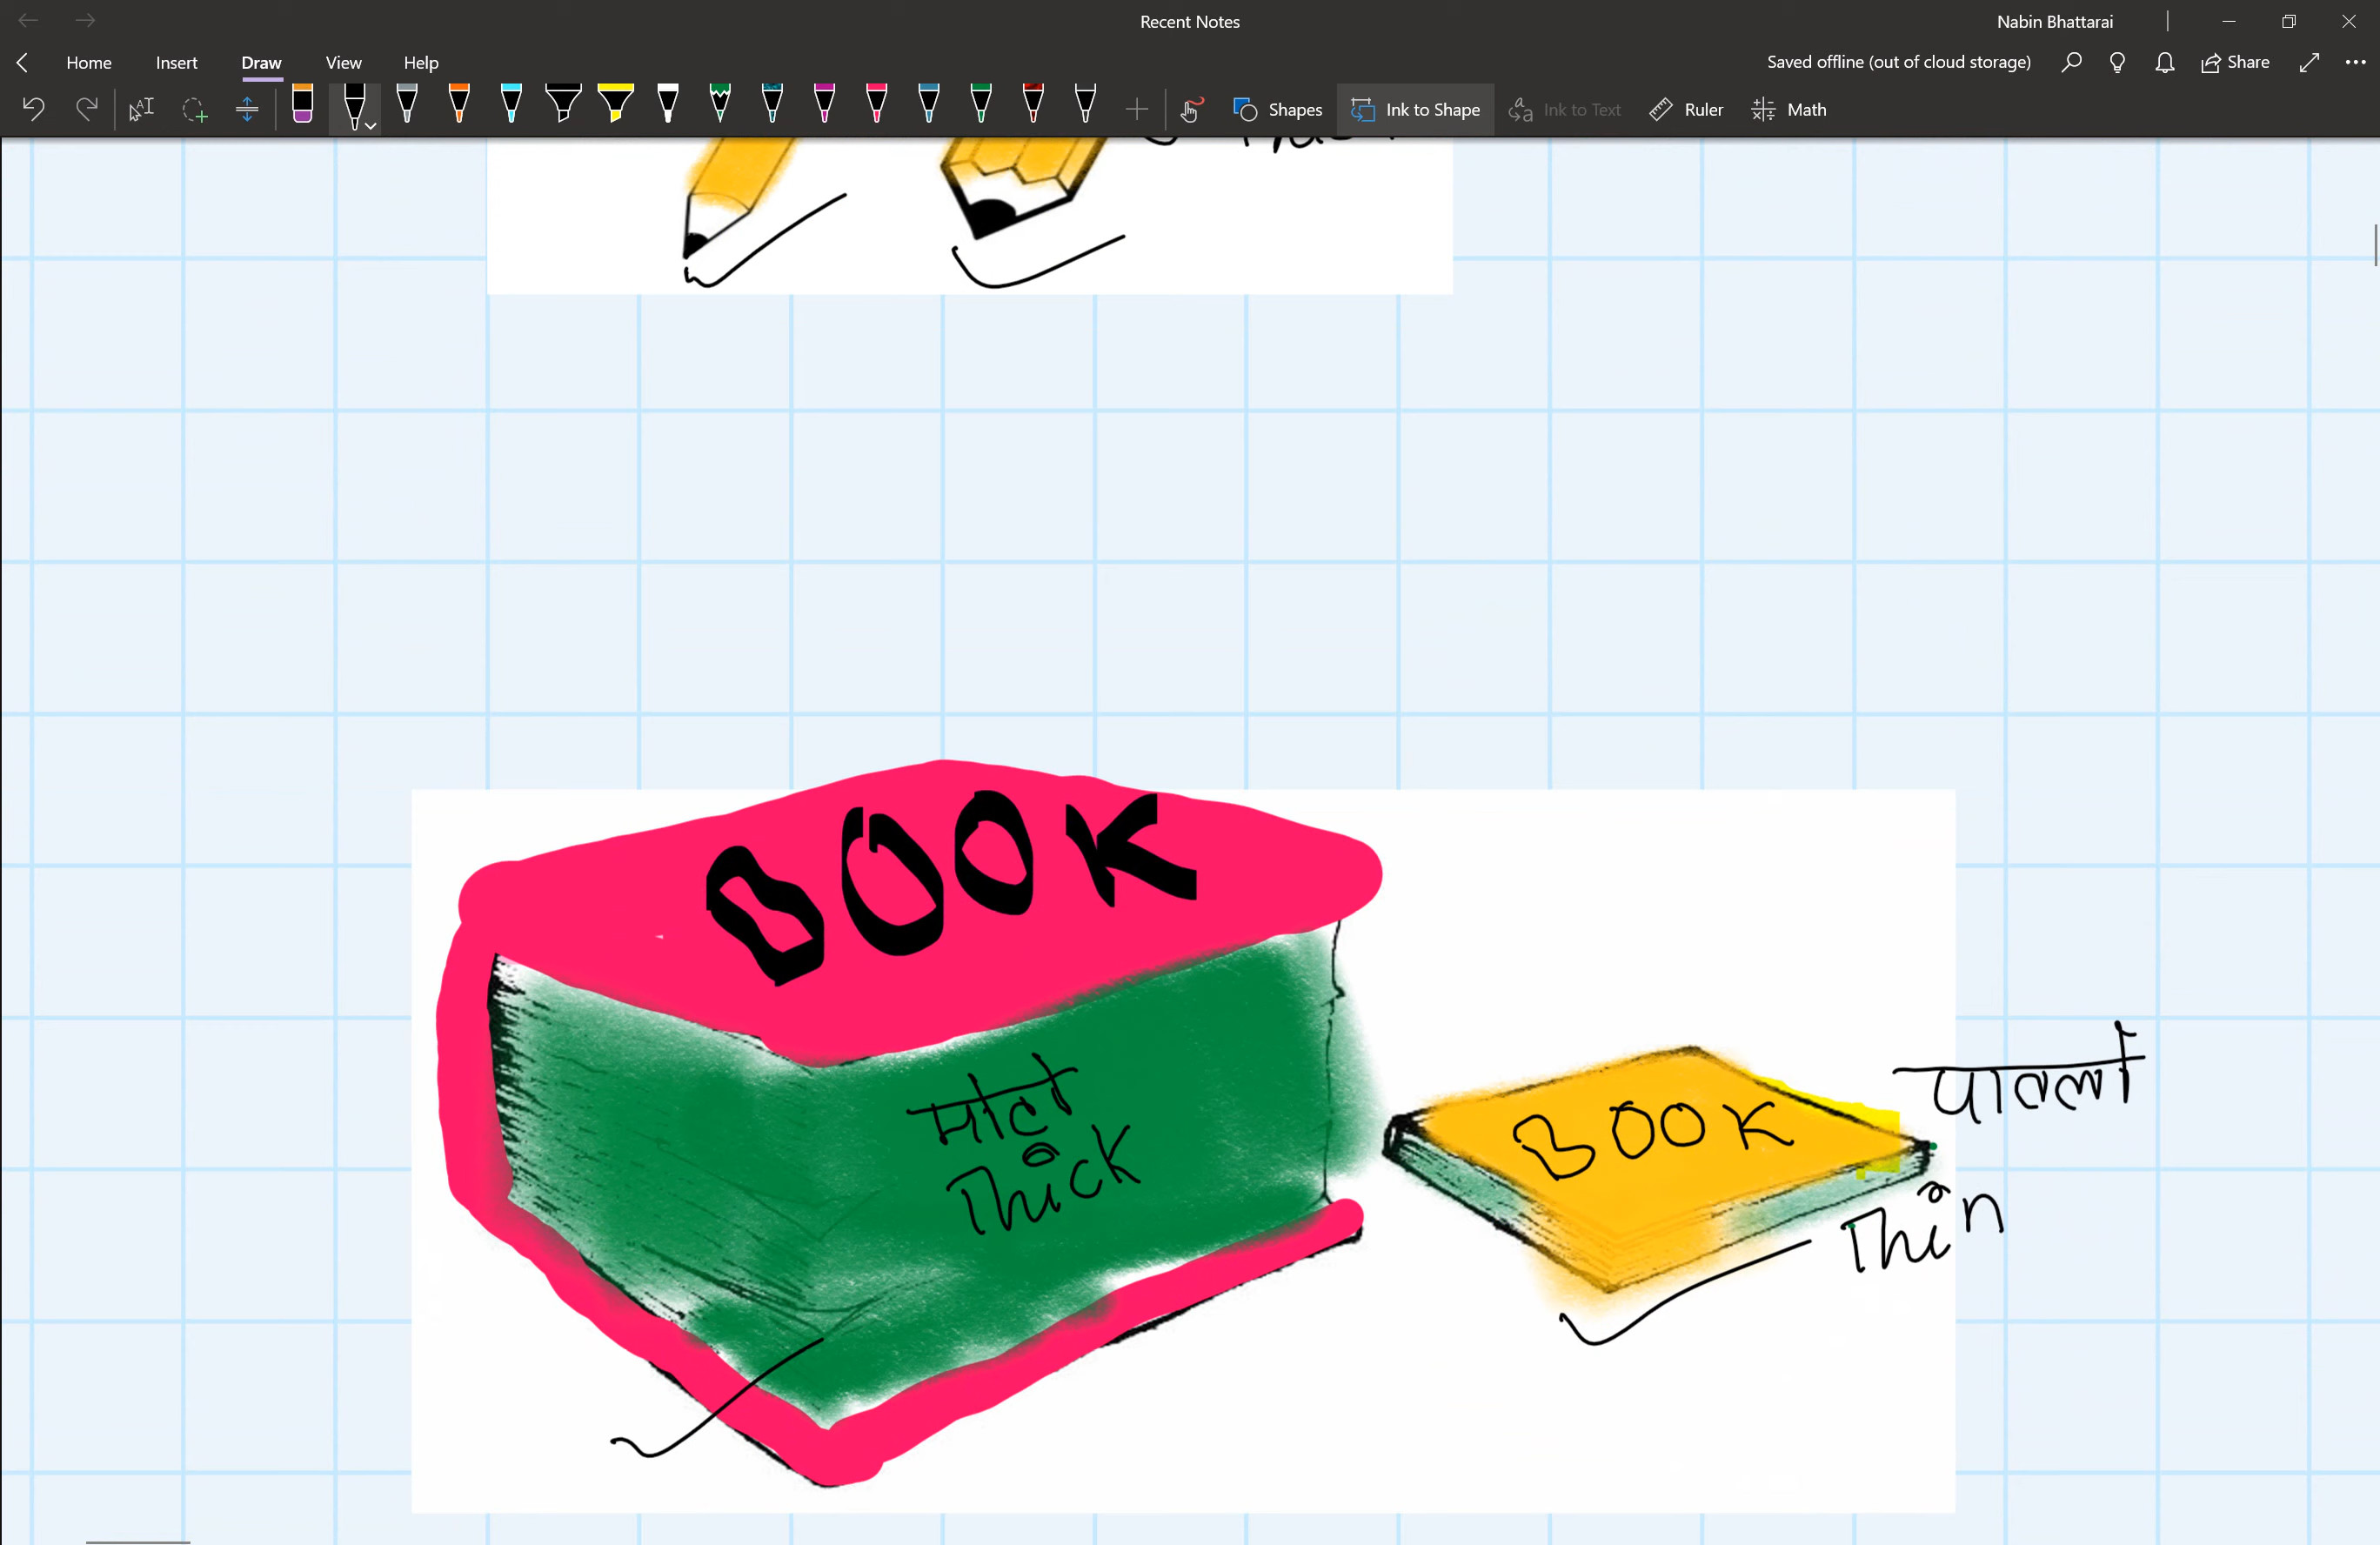 Recent Notes
Nabin Bhattarai
Home Insert Draw View Help
Saved offline (out of cloud storage)
Share
Shapes
Ink to Shape
Ink to Text
Ruler
Math
BOOK
मोटो
Thick
BOOK
पातलो
Thin